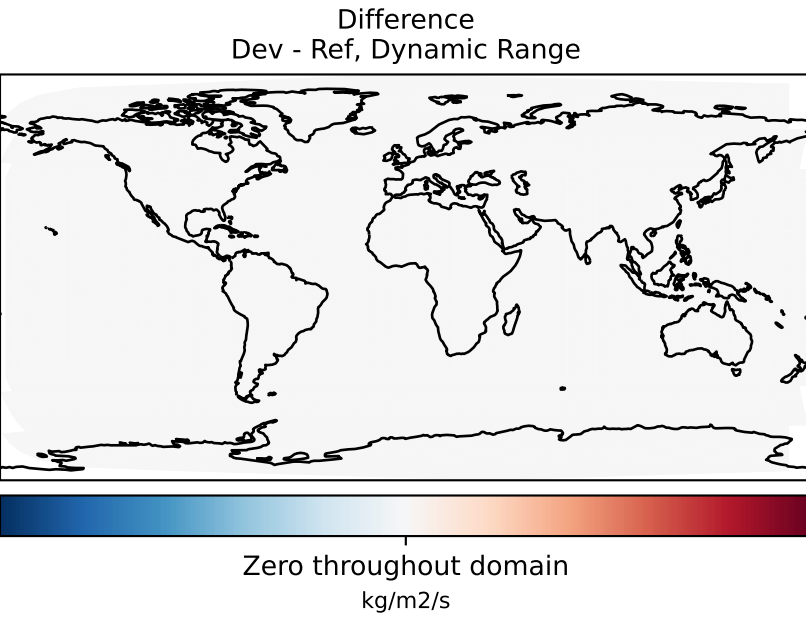 Difference
Dev - Ref, Dynamic Range
Zero throughout domain
kg/m2/s